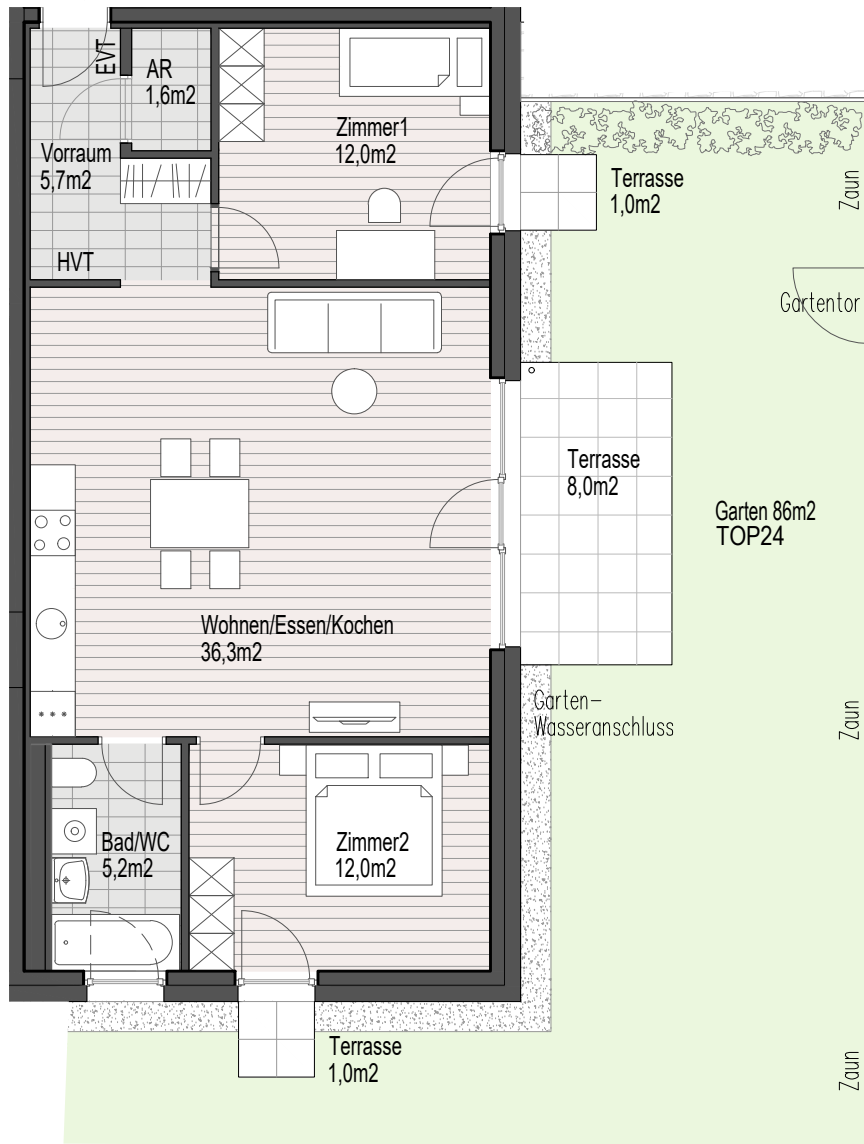 EVT
AR
1,6m2
Vorraum
5,7m2
HVT
Zimmer1
12,0m2
Terrasse
1,0m2
Zaun
Gartentor
Terrasse
8,0m2
Garten 86m2
TOP24
Wohnen/Essen/Kochen
36,3m2
Garten-
Wasseranschluss
Zaun
Bad/WC
5,2m2
Zimmer2
12,0m2
Terrasse
1,0m2
Zaun